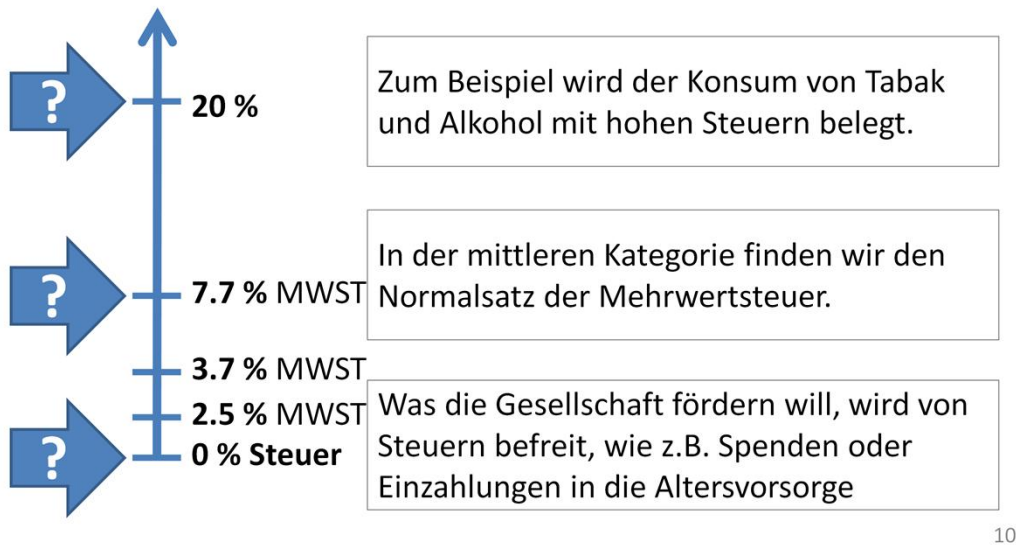 ?
20 %
Zum Beispiel wird der Konsum von Tabak
und Alkohol mit hohen Steuern belegt.
?
7.7 % MWST
In der mittleren Kategorie finden wir den
Normalsatz der Mehrwertsteuer.
3.7 % MWST
2.5 % MWST
?
0 % Steuer
Was die Gesellschaft fördern will, wird von
Steuern befreit, wie z.B. Spenden oder
Einzahlungen in die Altersvorsorge
10